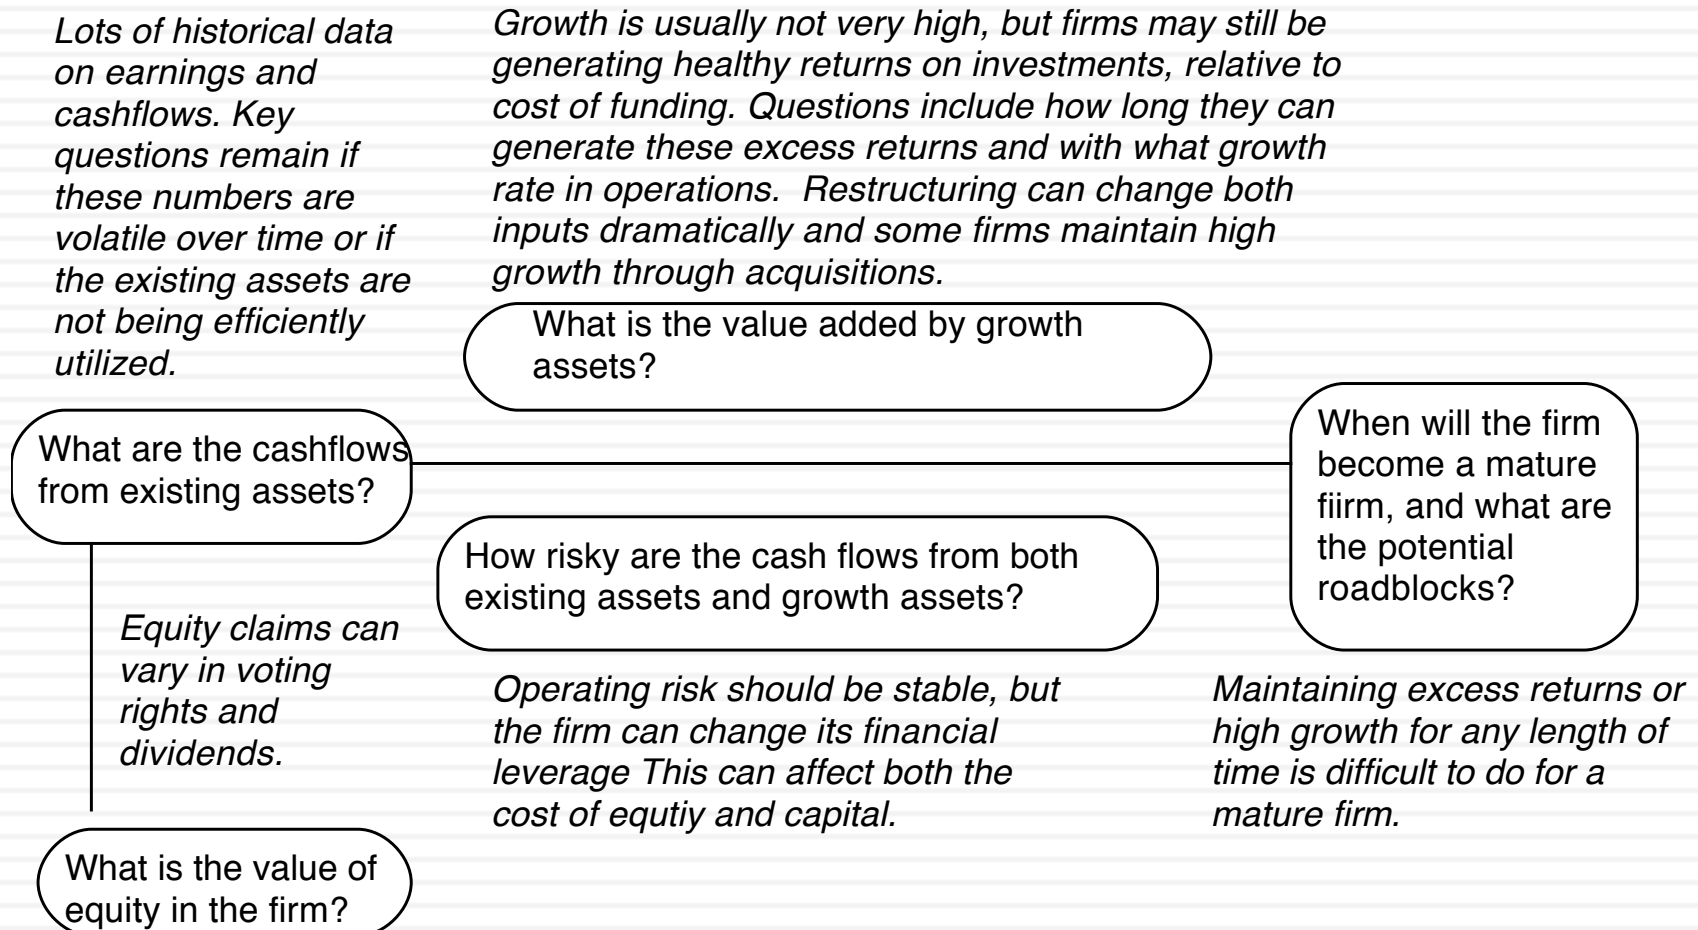 Lots of historical data
on earnings and
cashflows. Key
questions remain if
these numbers are
volatile over time or if
the existing assets are
not being efficiently
utilized.
Growth is usually not very high, but firms may still be
generating healthy returns on investments, relative to
cost of funding. Questions include how long they can
generate these excess returns and with what growth
rate in operations.  Restructuring can change both
inputs dramatically and some firms maintain high
growth through acquisitions.
What is the value added by growth
assets?
What are the cashflows
from existing assets?
When will the firm
become a mature
fiirm, and what are
the potential
roadblocks?
How risky are the cash flows from both
existing assets and growth assets?
Equity claims can
vary in voting
rights and
dividends.
Operating risk should be stable, but
the firm can change its financial
leverage This can affect both the
cost of equtiy and capital.
Maintaining excess returns or
high growth for any length of
time is difficult to do for a
mature firm.
What is the value of
equity in the firm?